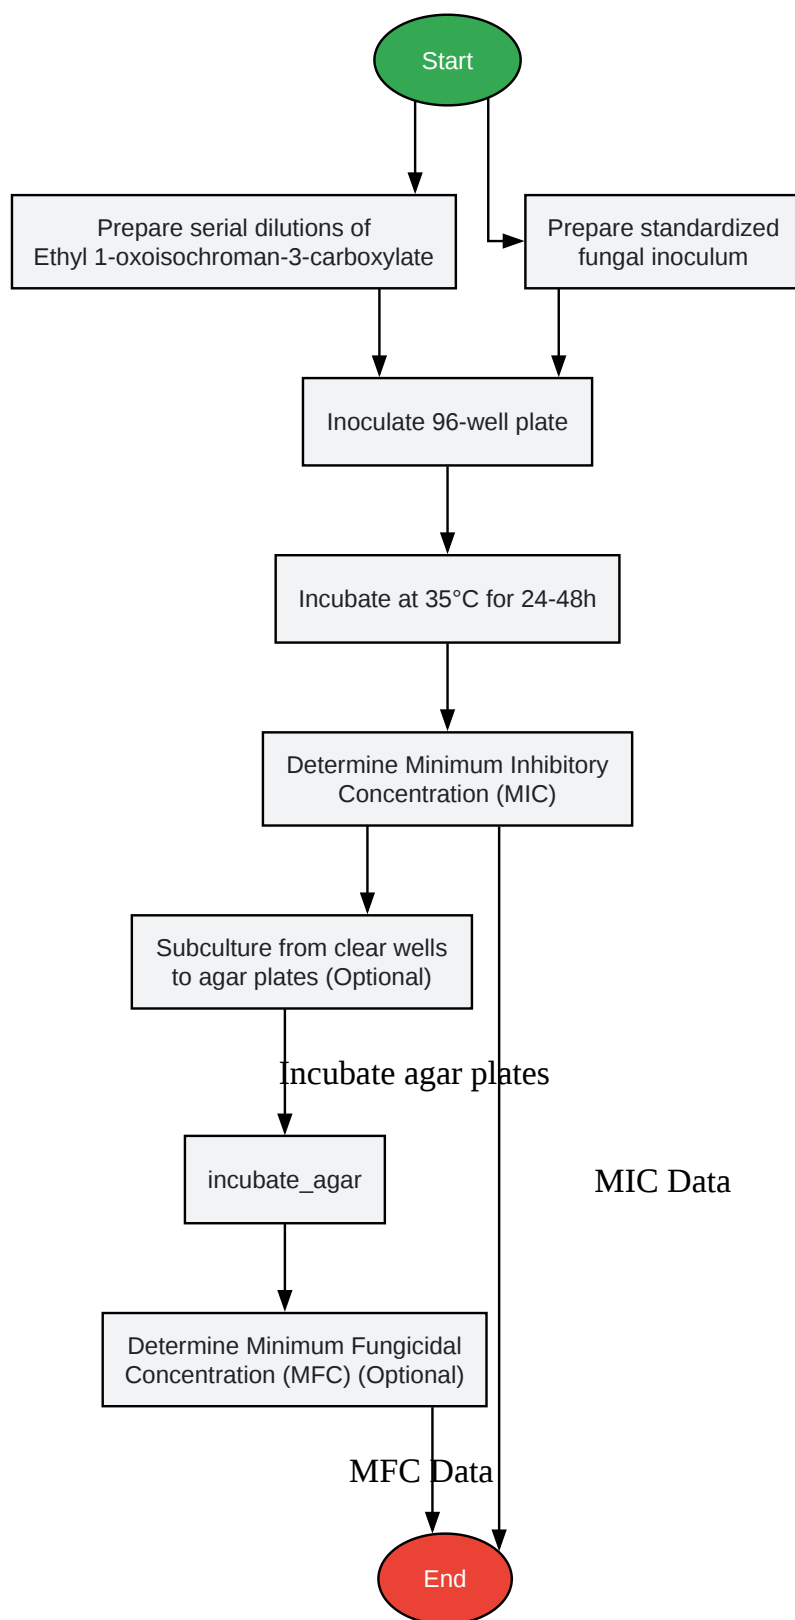 Start
Prepare serial dilutions of
Ethyl 1-oxoisochroman-3-carboxylate
Prepare standardized
fungal inoculum
Inoculate 96-well plate
Incubate at 35°C for 24-48h
Determine Minimum Inhibitory
Concentration (MIC)
Subculture from clear wells
to agar plates (Optional)
Incubate agar plates
incubate_agar
MIC Data
Determine Minimum Fungicidal
Concentration (MFC) (Optional)
MFC Data
End